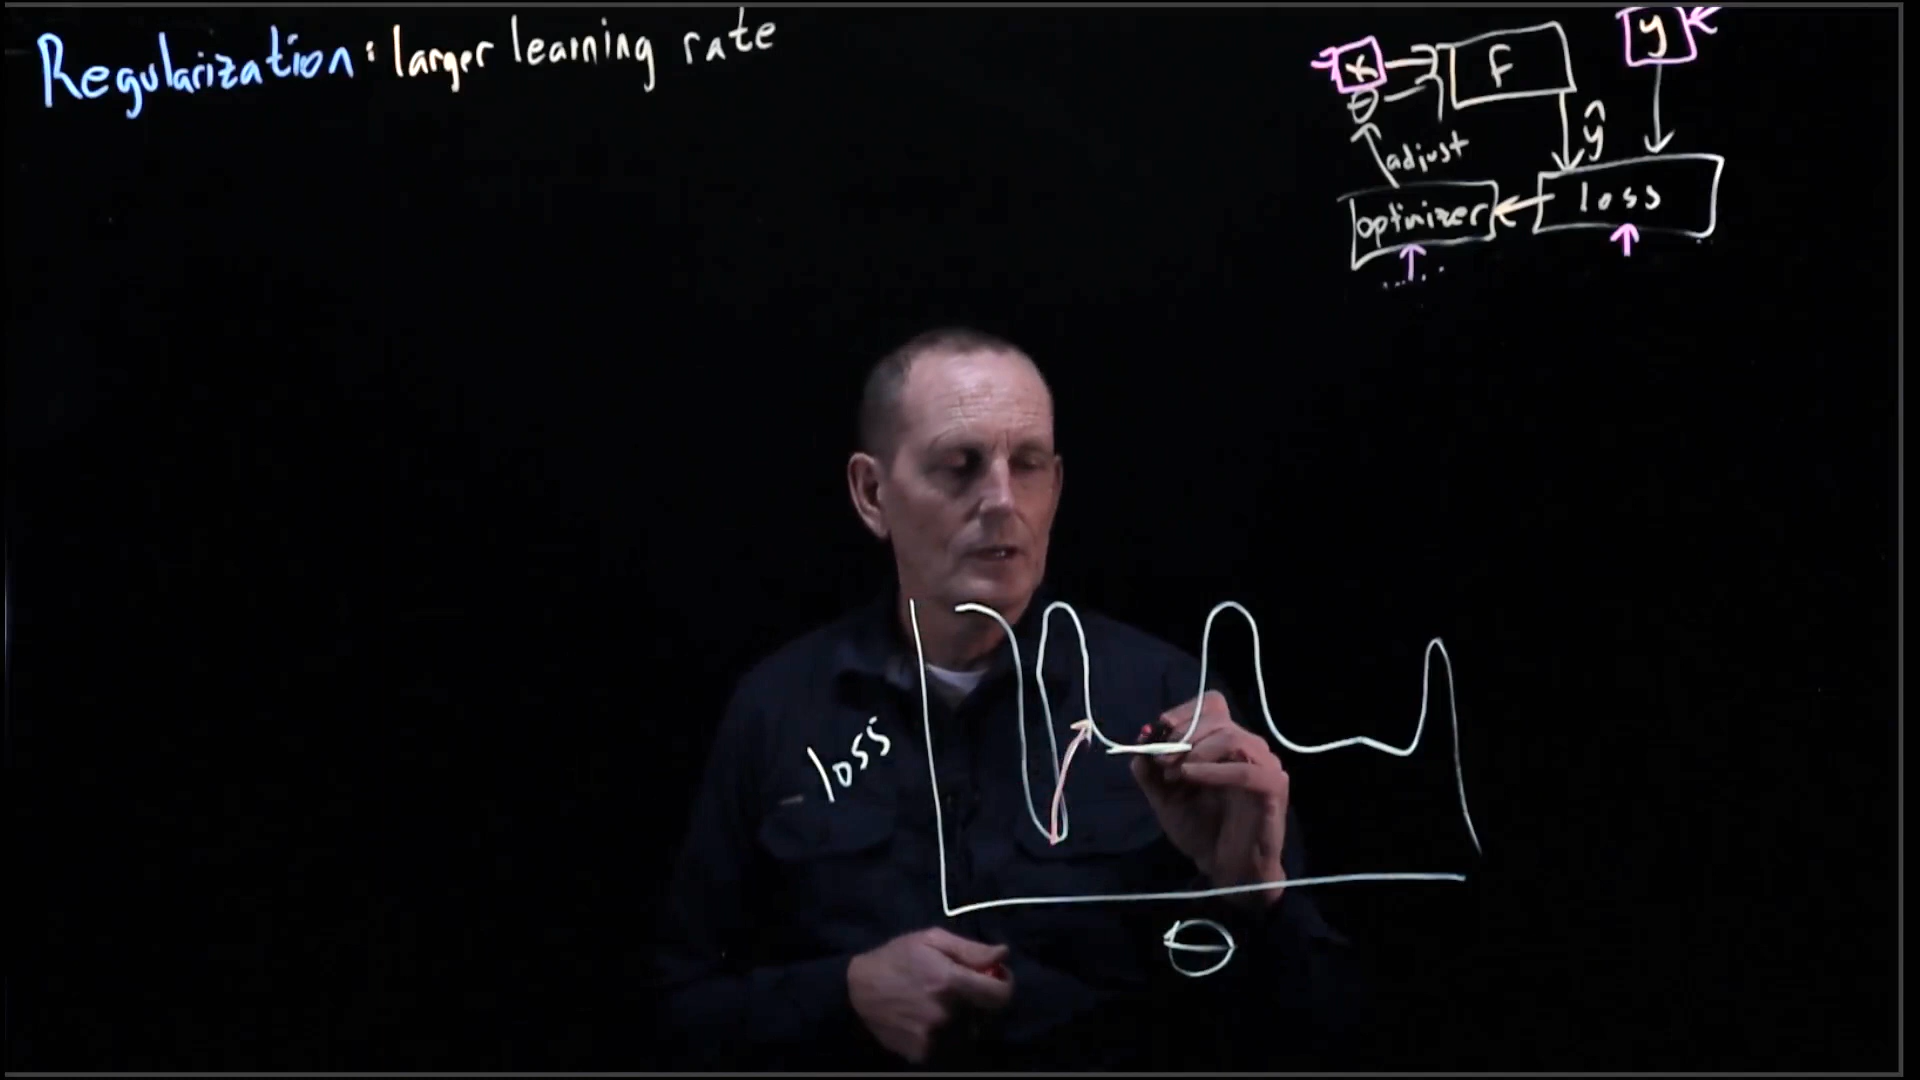 Regularization: larger learning rate
x
F
y
θ
ŷ
adjust
optimizer
loss
loss
θ